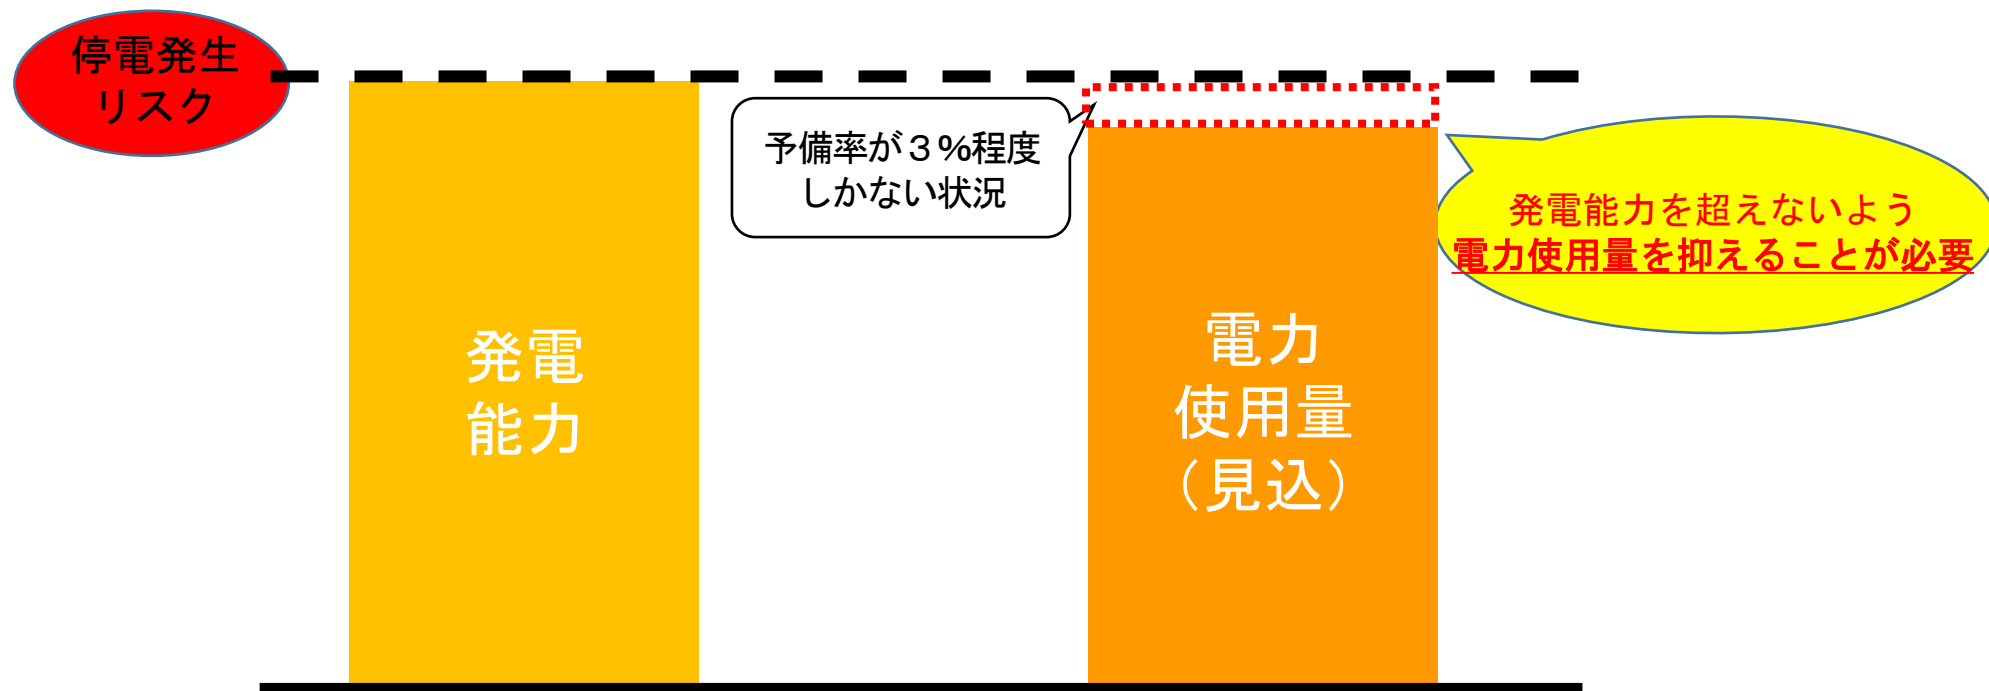 停電発生
リスク
予備率が３%程度
しかない状況
発電能力を超えないよう
電力使用量を抑えることが必要
発電
能力
電力
使用量
（見込）